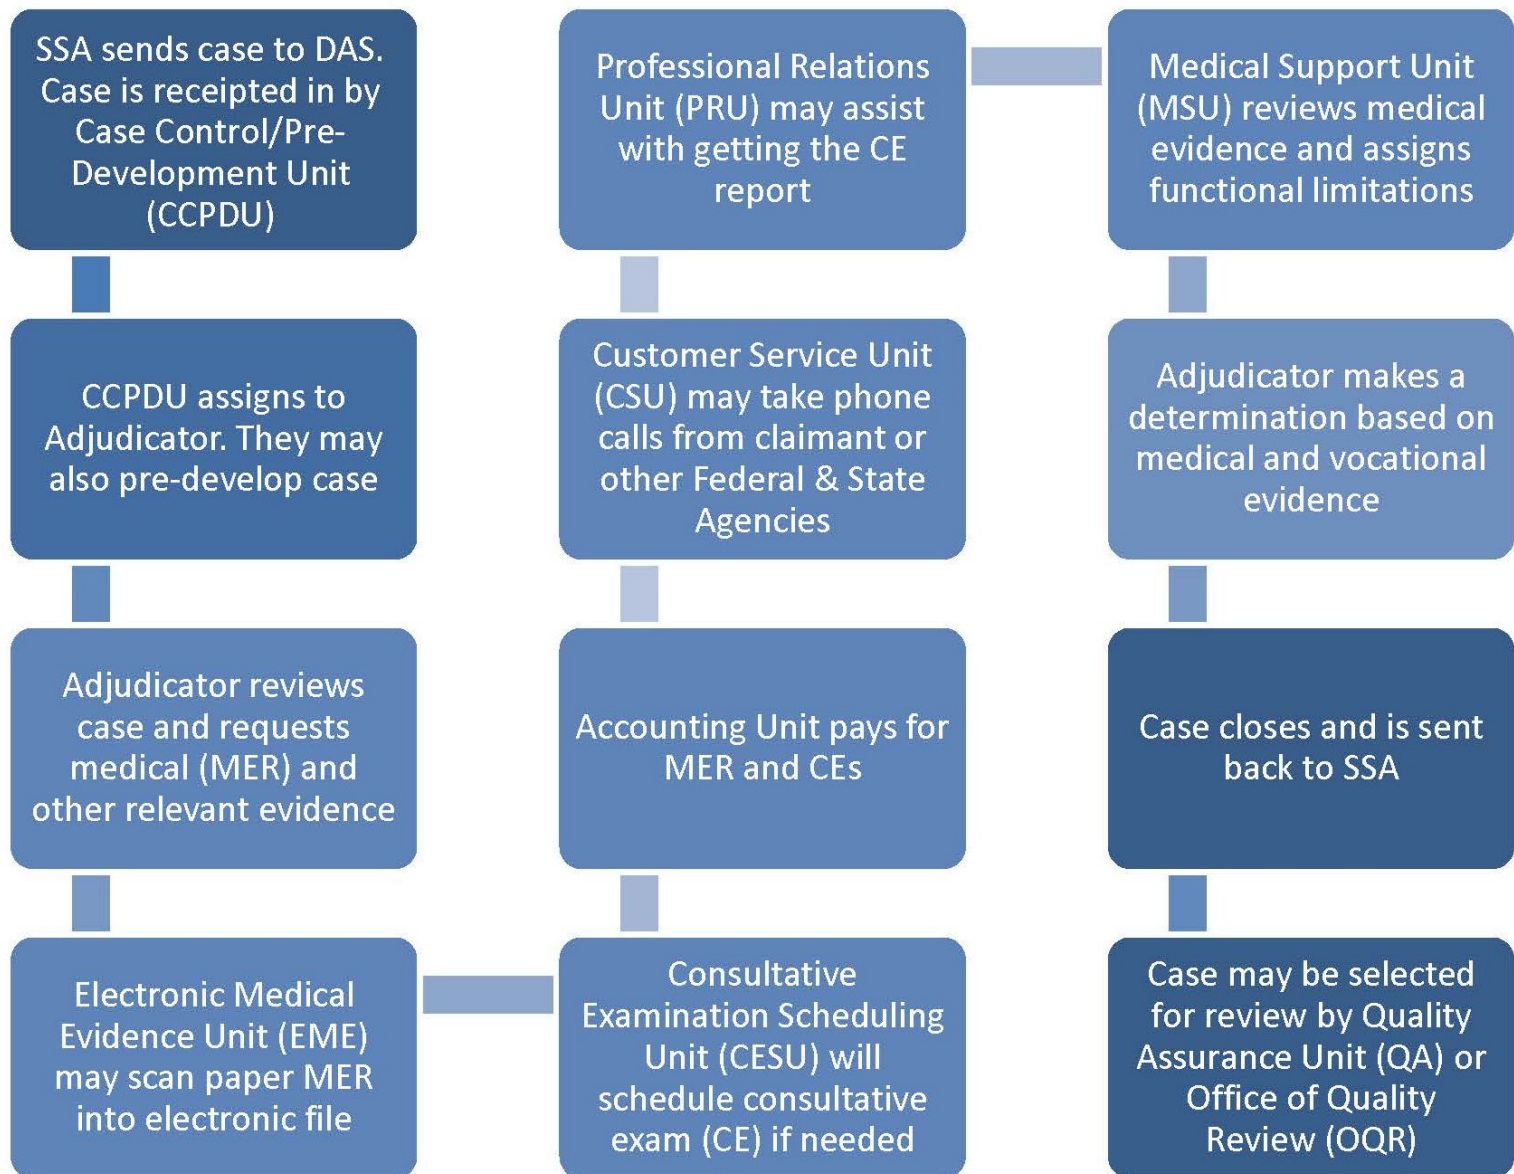 SSA sends case to DAS.
Case is receipted in by
Case Control/Pre-
Development Unit
(CCPDU)
CCPDU assigns to
Adjudicator. They may
also pre-develop case
Adjudicator reviews
case and requests
medical (MER) and
other relevant evidence
Electronic Medical
Evidence Unit (EME)
may scan paper MER
into electronic file
Consultative
Examination Scheduling
Unit (CESU) will
schedule consultative
exam (CE) if needed
Accounting Unit pays for
MER and CEs
Customer Service Unit
(CSU) may take phone
calls from claimant or
other Federal & State
Agencies
Professional Relations
Unit (PRU) may assist
with getting the CE
report
Medical Support Unit
(MSU) reviews medical
evidence and assigns
functional limitations
Adjudicator makes a
determination based on
medical and vocational
evidence
Case closes and is sent
back to SSA
Case may be selected
for review by Quality
Assurance Unit (QA) or
Office of Quality
Review (OQR)